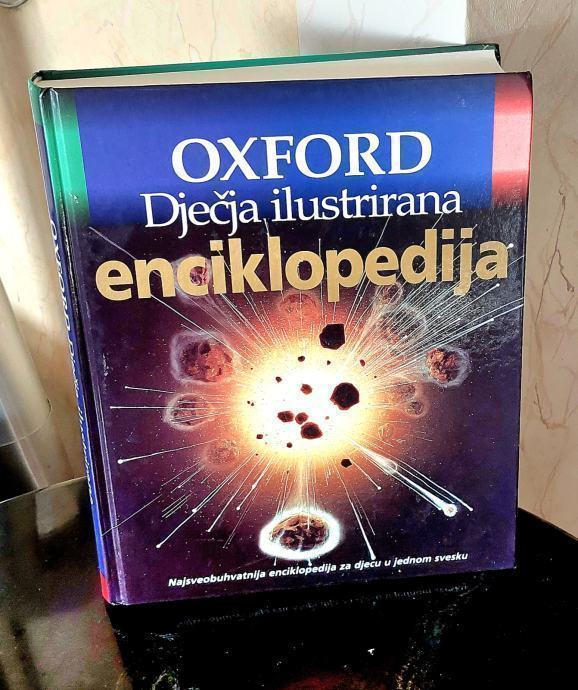 OXFORD
Dječja ilustrirana
enciklopedija
Najsveobuhvatnija enciklopedija za djecu u jednom svesku